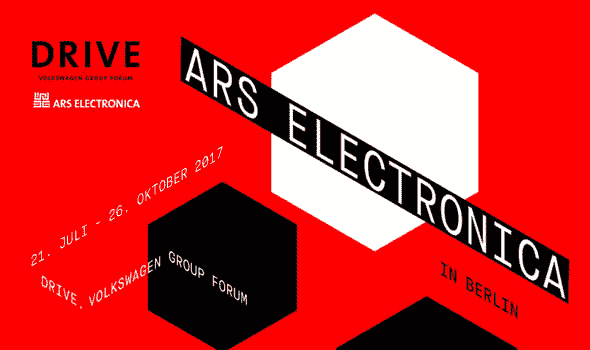 DRIVE
VOLKSWAGEN GROUP FORUM
ARS ELECTRONICA
ARS ELECTRONICA
IN BERLIN
21. JULI - 26. OKTOBER 2017
DRIVE. VOLKSWAGEN GROUP FORUM